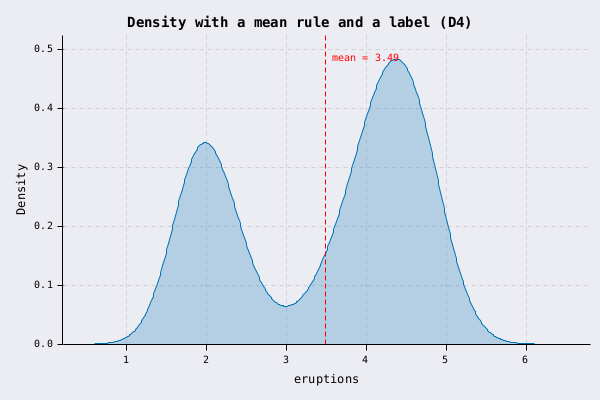 Density with a mean rule and a label (D4)
mean = 3.49
0.5
0.4
0.3
0.2
0.1
0.0
Density
1 2 3 4 5 6
eruptions